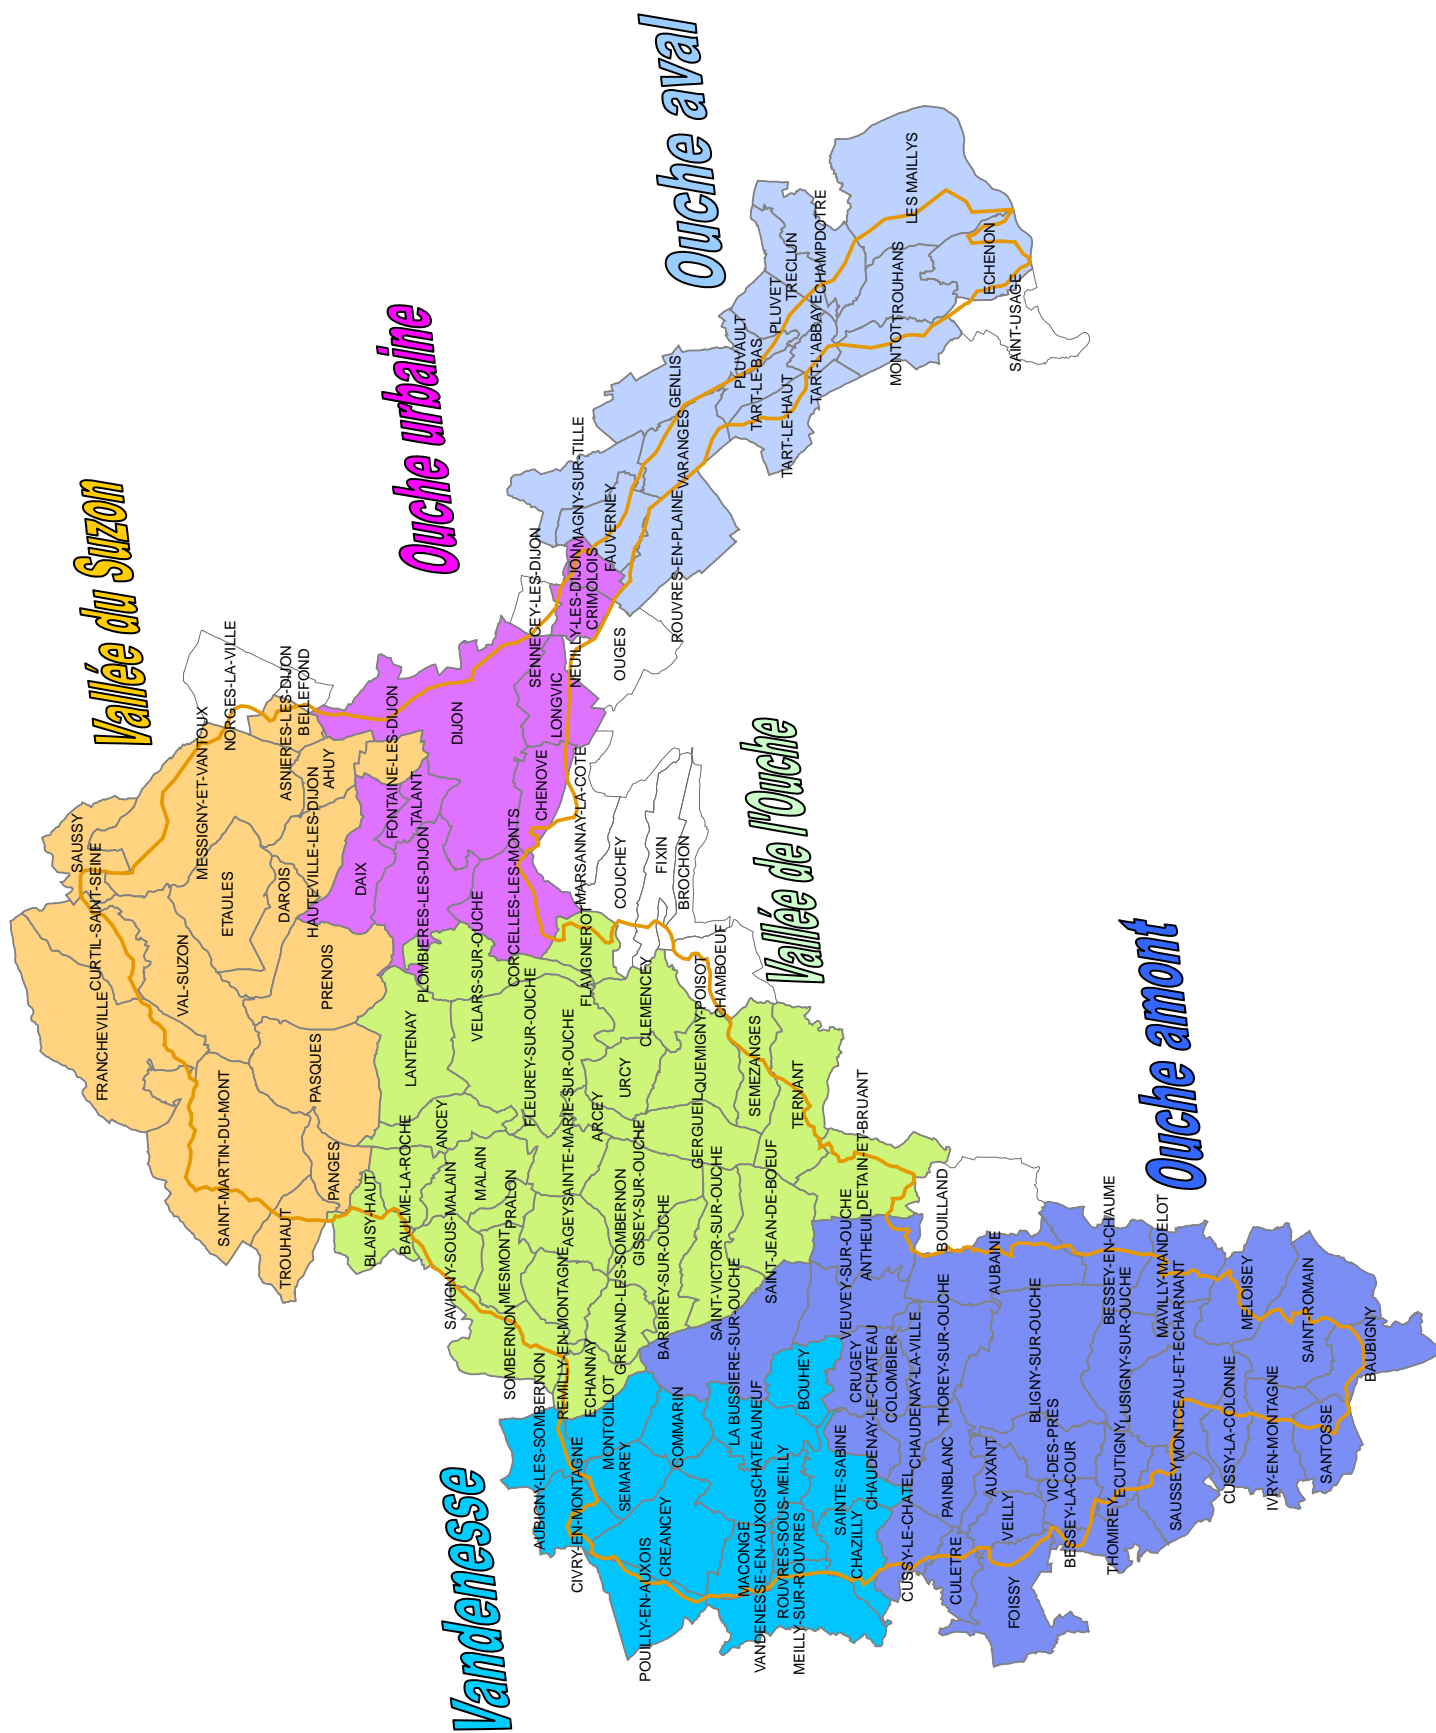 Vallée du Suzon
Ouche urbaine
Ouche aval
Vallée de l'Ouche
Ouche amont
Vandenesse
SAUSSY
CURTIL-SAINT-SEINE
FRANCHEVILLE
MESSIGNY-ET-VANTOUX
NORGES-LA-VILLE
ETAULES
VAL-SUZON
SAINT-MARTIN-DU-MONT
ASNIERES-LES-DIJON
BELLEFOND
AHUY
DAROIS
HAUTEVILLE-LES-DIJON
PRENOIS
PASQUES
PANGES
TROUHAUT
DAIX
FONTAINE-LES-DIJON
TALANT
PLOMBIERES-LES-DIJON
DIJON
VELARS-SUR-OUCHE
CORCELLES-LES-MONTS
CHENOVE
LONGVIC
SENNECEY-LES-DIJON
NEUILLY-LES-DIJON
CRIMOLOIS
MAGNY-SUR-TILLE
FAUVERNEY
OUGES
ROUVRES-EN-PLAINE
VARANGES
GENLIS
PLUVAULT
TART-LE-BAS
PLUVET
TRECLUN
TART-LE-HAUT
TART-L'ABBAYE
CHAMPDOTRE
MONTOT
TROUHANS
LES MAILLYS
ECHENON
SAINT-USAGE
FLAVIGNEROT
MARSANNAY-LA-COTE
COUCHEY
FIXIN
BROCHON
CLEMENCEY
QUEMIGNY-POISOT
CHAMBOEUF
LANTENAY
FLEUREY-SUR-OUCHE
BLAISY-HAUT
BAULME-LA-ROCHE
ANCEY
SAVIGNY-SOUS-MALAIN
MALAIN
PRALON
MESMONT
SOMBERNON
AGEY
SAINTE-MARIE-SUR-OUCHE
ARCEY
URCY
REMILLY-EN-MONTAGNE
ECHANNAY
GRENAND-LES-SOMBERNON
GISSEY-SUR-OUCHE
BARBIREY-SUR-OUCHE
GERGUEIL
SAINT-VICTOR-SUR-OUCHE
SEMEZANGES
TERNANT
SAINT-JEAN-DE-BOEUF
DETAIN-ET-BRUANT
AUBIGNY-LES-SOMBERNON
CIVRY-EN-MONTAGNE
MONTOILLOT
SEMAREY
COMMARIN
CREANCEY
POUILLY-EN-AUXOIS
LA BUSSIERE-SUR-OUCHE
CHATEAUNEUF
MACONGE
VANDENESSE-EN-AUXOIS
ROUVRES-SOUS-MEILLY
MEILLY-SUR-ROUVRES
BOUHEY
SAINTE-SABINE
CHAZILLY
VEUVEY-SUR-OUCHE
ANTHEUIL
CRUGEY
CHAUDENAY-LE-CHATEAU
COLOMBIER
CHAUDENAY-LA-VILLE
CUSSY-LE-CHATEL
THOREY-SUR-OUCHE
PAINBLANC
CULETRE
BOUILLAND
AUBAINE
AUXANT
VEILLY
FOISSY
BLIGNY-SUR-OUCHE
VIC-DES-PRES
BESSEY-LA-COUR
BESSEY-EN-CHAUME
LUSIGNY-SUR-OUCHE
ECUTIGNY
THOMIREY
MAVILLY-MANDELOT
MONTCEAU-ET-ECHARNANT
SAUSSEY
CUSSY-LA-COLONNE
MELOISEY
IVRY-EN-MONTAGNE
SAINT-ROMAIN
SANTOSSE
BAUBIGNY